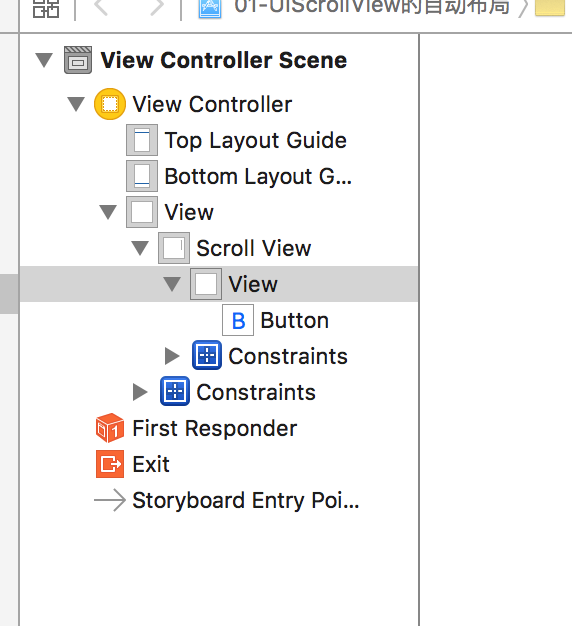 01-UIScrollView的自动布局
View Controller Scene
View Controller
Top Layout Guide
Bottom Layout G...
View
Scroll View
View
B Button
Constraints
Constraints
First Responder
Exit
Storyboard Entry Poi...